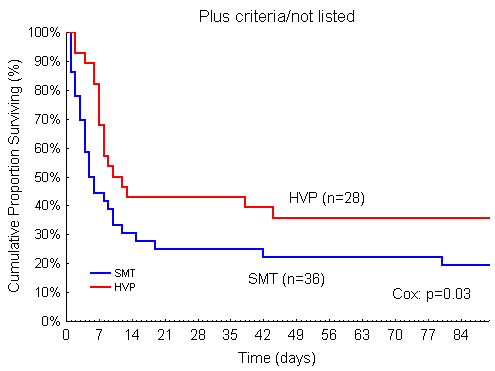 Plus criteria/not listed
Cumulative Proportion Surviving (%)
100%
90%
80%
70%
60%
50%
40%
30%
20%
10%
0%
HVP (n=28)
SMT (n=36)
SMT
HVP
Cox: p=0.03
0 7 14 21 28 35 42 49 56 63 70 77 84
Time (days)